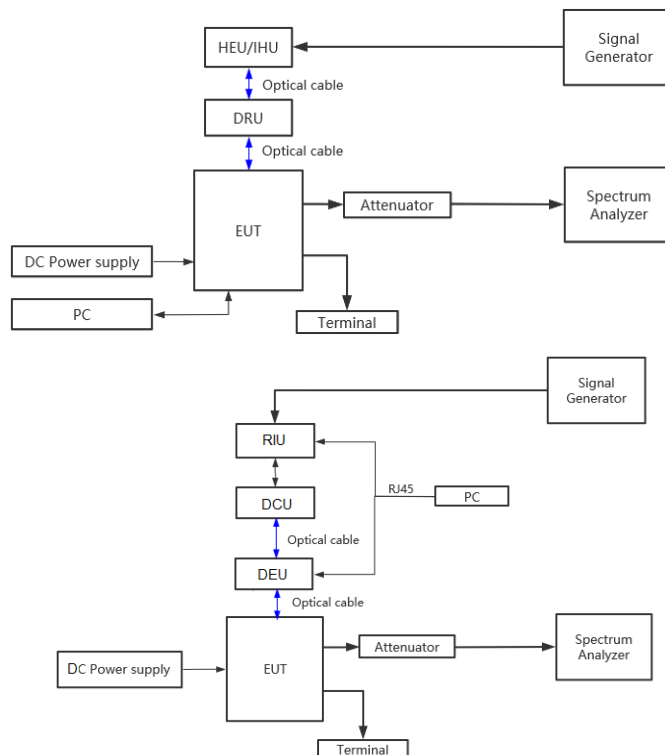 Signal
Generator
HEU/IHU
Optical cable
DRU
Optical cable
EUT
Attenuator
Spectrum
Analyzer
DC Power supply
PC
Terminal
Signal
Generator
RIU
RJ45
PC
DCU
Optical cable
DEU
Optical cable
EUT
Attenuator
Spectrum
Analyzer
DC Power supply
Terminal